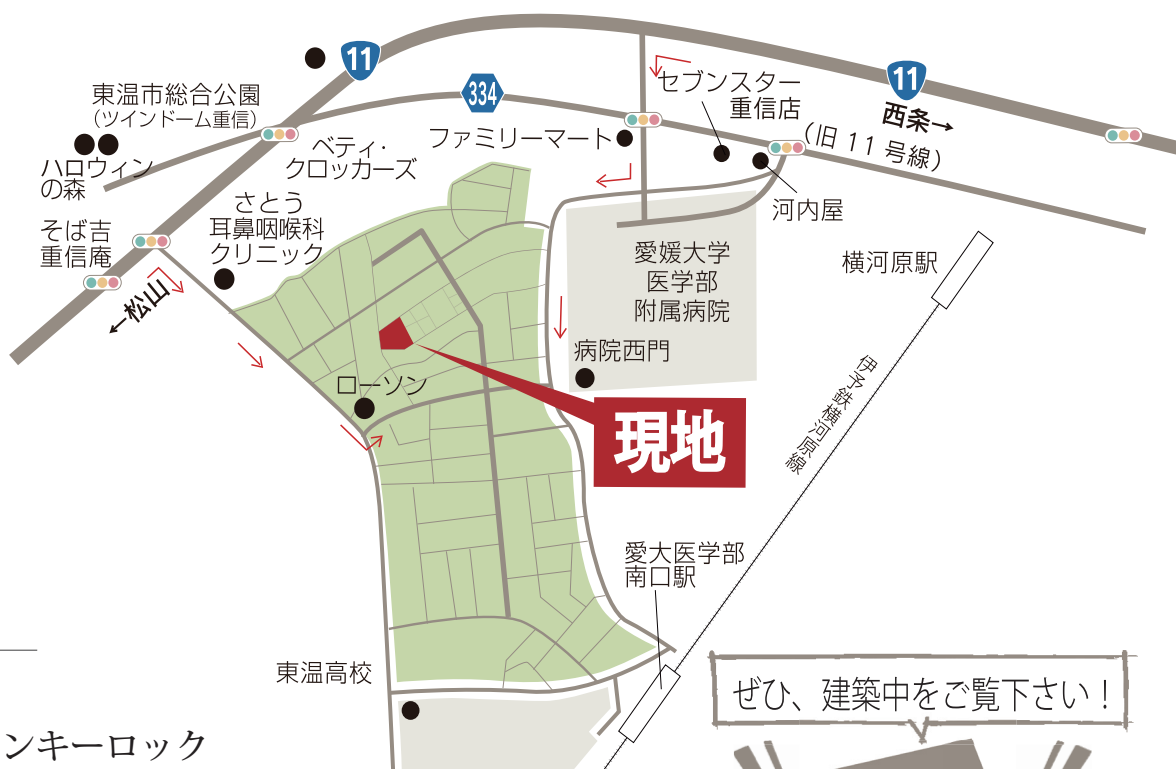 11
11
東温市総合公園
（ツインドーム重信）
ハロウィン
の森
334
セブンスター
重信店
西条→
（旧 11 号線）
ファミリーマート
ベティ・
クロッカーズ
河内屋
さとう
耳鼻咽喉科
クリニック
そば吉
重信庵
←松山
愛媛大学
医学部
附属病院
横河原駅
病院西門
ローソン
現地
伊予鉄横河原線
愛大医学部
南口駅
東温高校
ぜひ、建築中をご覧下さい！
ンキーロック